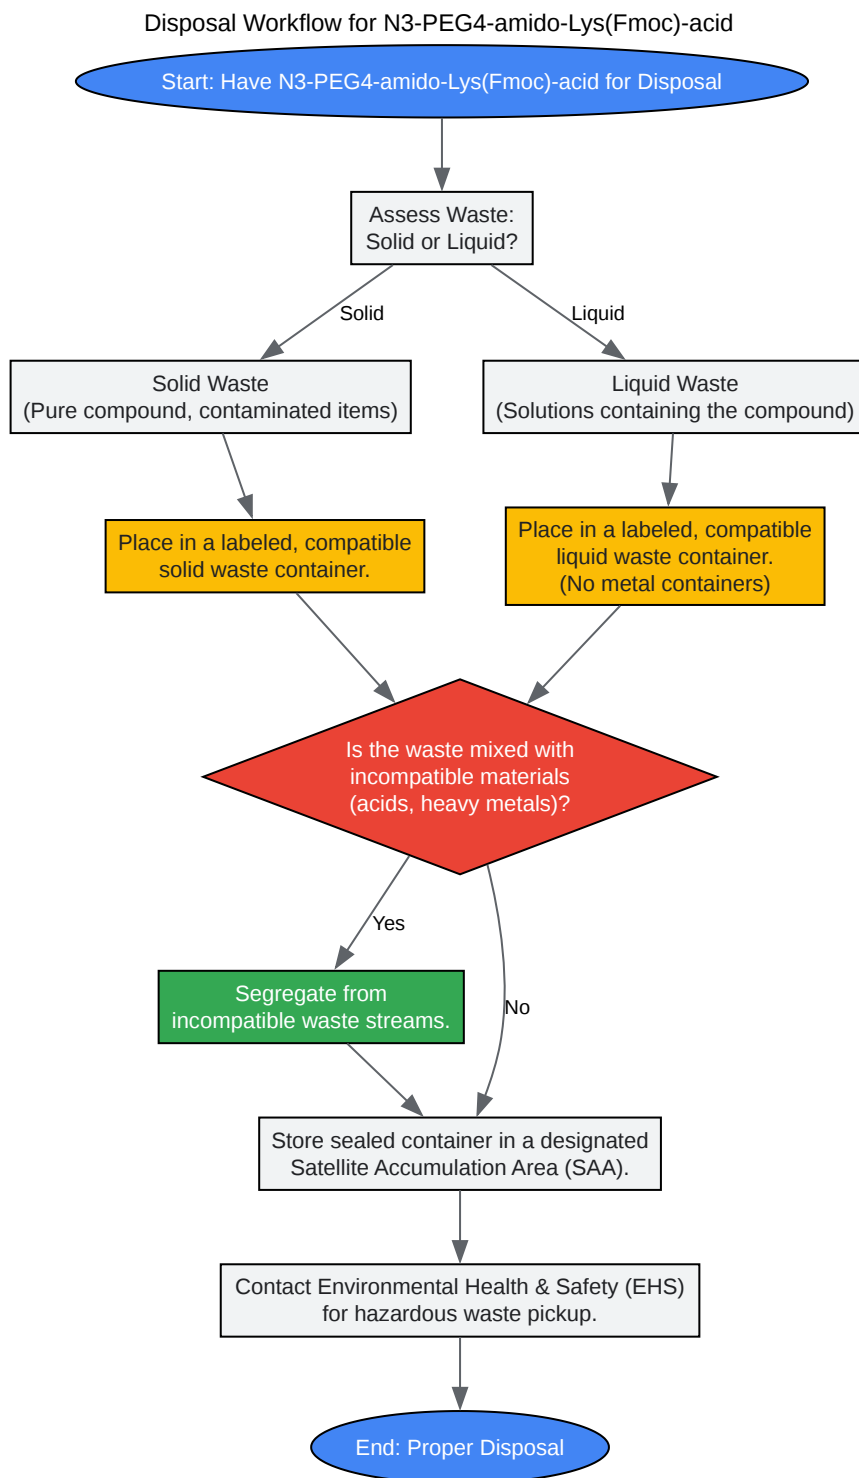 Disposal Workflow for N3-PEG4-amido-Lys(Fmoc)-acid
Start: Have N3-PEG4-amido-Lys(Fmoc)-acid for Disposal
Assess Waste:
Solid or Liquid?
Solid
Liquid
Solid Waste
(Pure compound, contaminated items)
Liquid Waste
(Solutions containing the compound)
Place in a labeled, compatible
solid waste container.
Place in a labeled, compatible
liquid waste container.
(No metal containers)
Is the waste mixed with
incompatible materials
(acids, heavy metals)?
Yes
No
Segregate from
incompatible waste streams.
Store sealed container in a designated
Satellite Accumulation Area (SAA).
Contact Environmental Health & Safety (EHS)
for hazardous waste pickup.
End: Proper Disposal